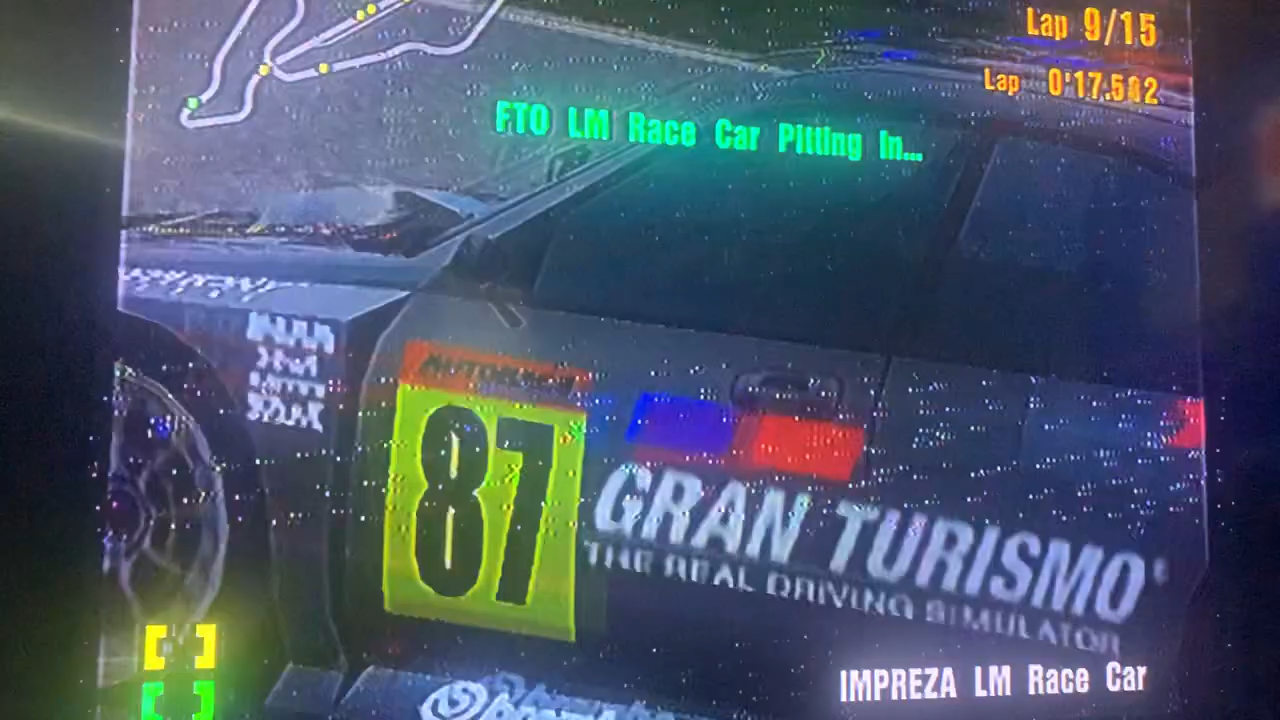 Lap 9/15
Lap 0'17.582
FTO LM Race Car Pitting In...
87
GRAN TURISMO
THE REAL DRIVING SIMULATOR
IMPREZA LM Race Car